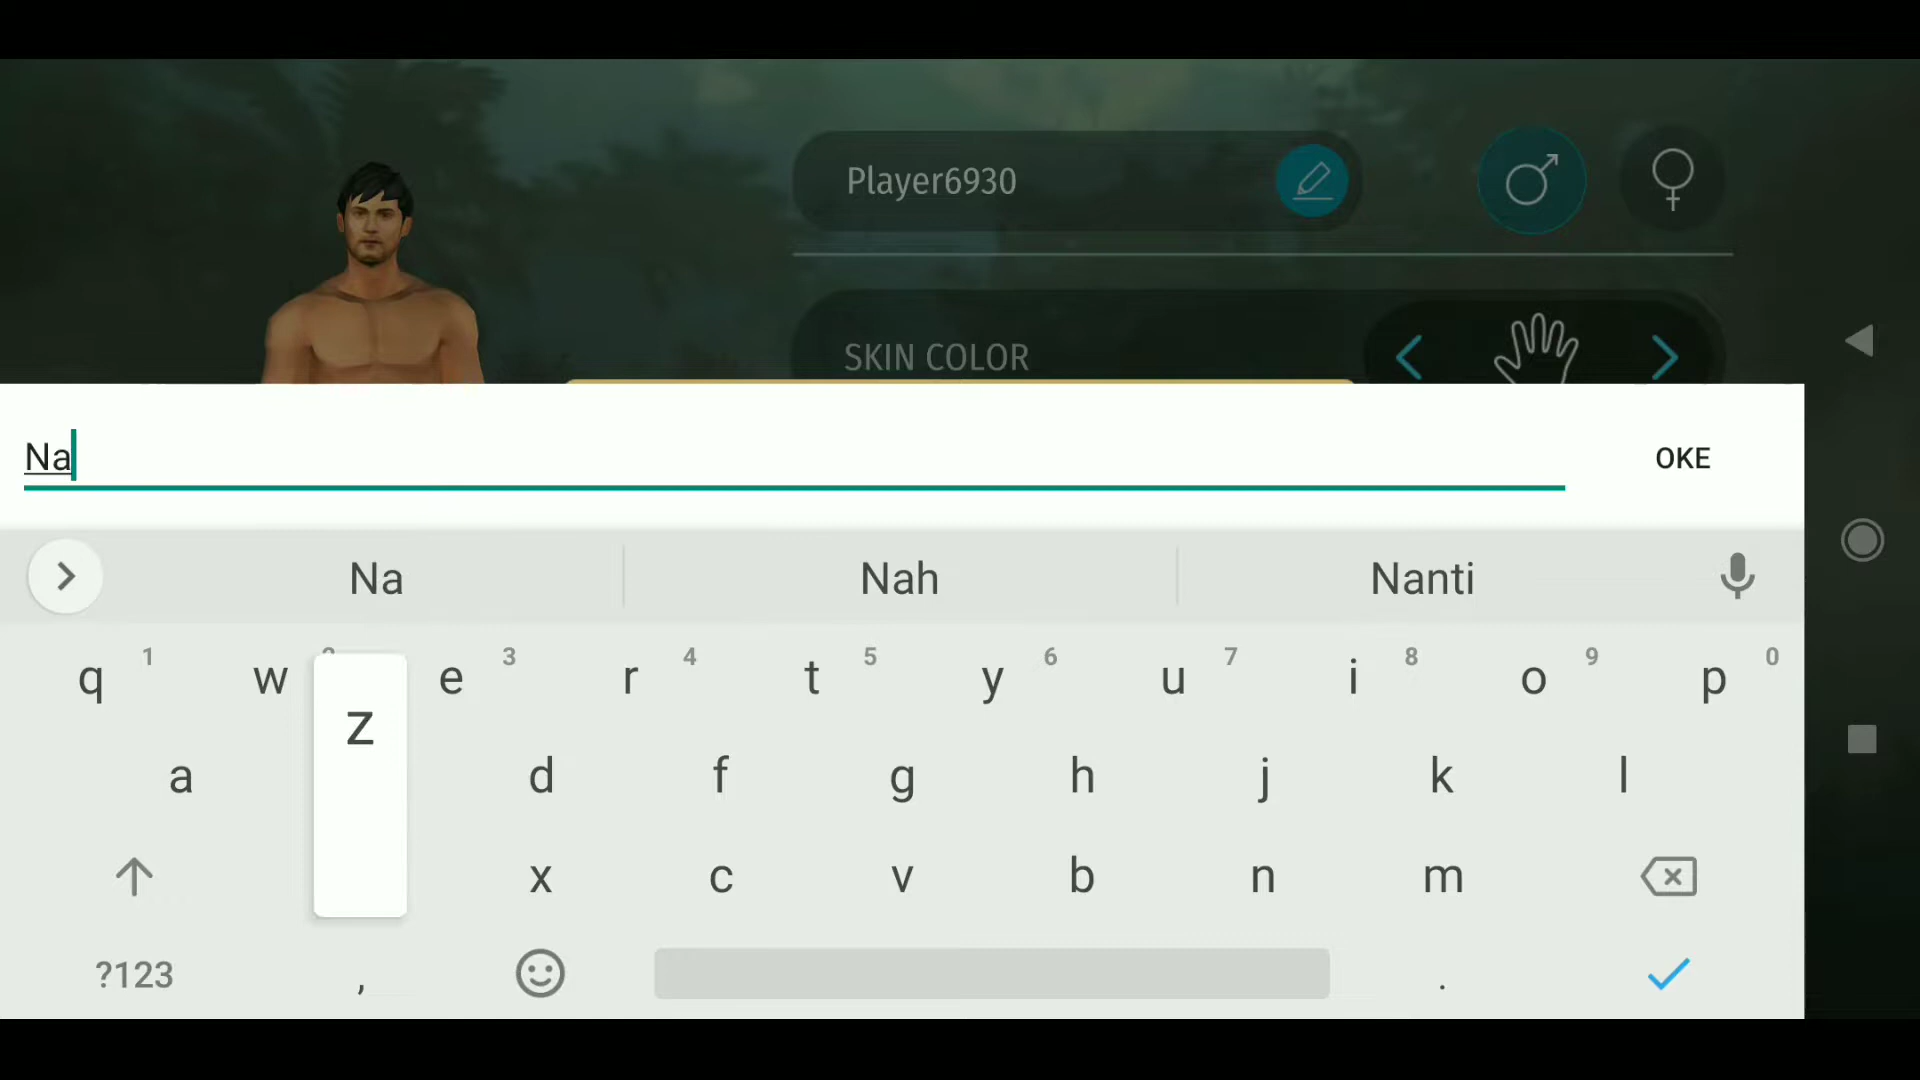 Player6930
SKIN COLOR
Na
OKE
Na Nah Nanti
q 1 w e 3 r 4 t 5 y 6 u 7 i 8 o 9 p 0
z
a d f g h j k l
x c v b n m
?123 , .